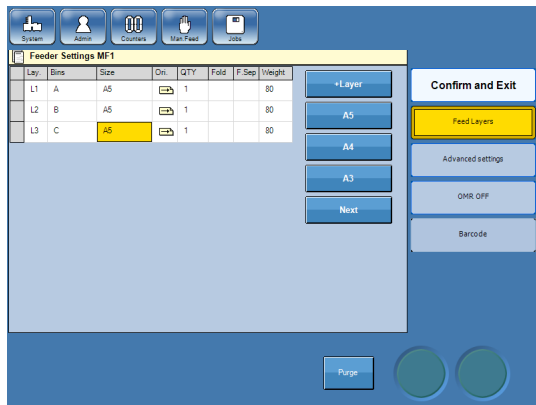 System Admin Counters Man.Feed Jobs
Feeder Settings MF1
Lay. Bins Size Ori. QTY Fold F.Sep Weight
L1 A A5 1 80
L2 B A5 1 80
L3 C A5 1 80
+Layer
A5
A4
A3
Next
Confirm and Exit
Feed Layers
Advanced settings
OMR OFF
Barcode
Purge